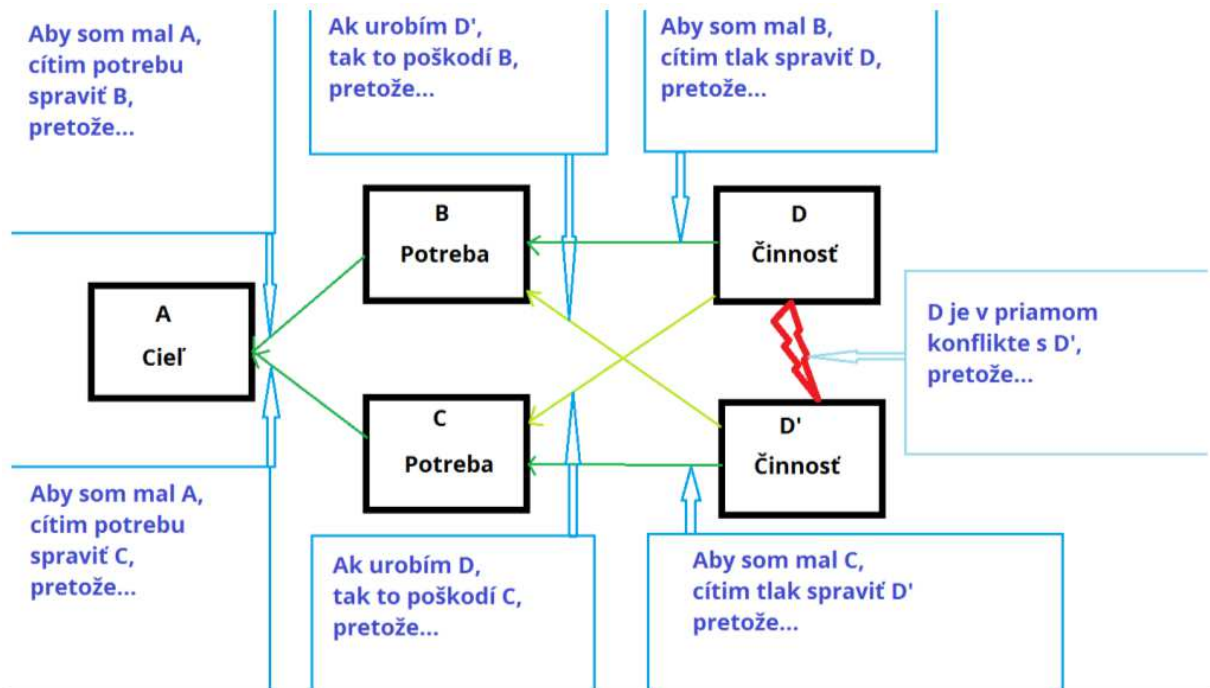 Aby som mal A,
cítim potrebu
spraviť B,
pretože...
Ak urobím D',
tak to poškodí B,
pretože...
Aby som mal B,
cítim tlak spraviť D,
pretože...
B
Potreba
D
Činnosť
A
Cieľ
D je v priamom
konflikte s D',
pretože...
C
Potreba
D'
Činnosť
Aby som mal A,
cítim potrebu
spraviť C,
pretože...
Ak urobím D,
tak to poškodí C,
pretože...
Aby som mal C,
cítim tlak spraviť D'
pretože...